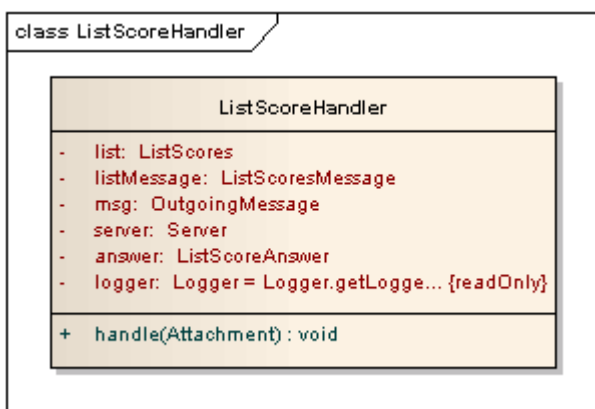 class ListScoreHandler
ListScoreHandler
- list: ListScores
- listMessage: ListScoresMessage
- msg: OutgoingMessage
- server: Server
- answer: ListScoreAnswer
- logger: Logger = Logger.getLogge... {readOnly}
+ handle(Attachment) : void